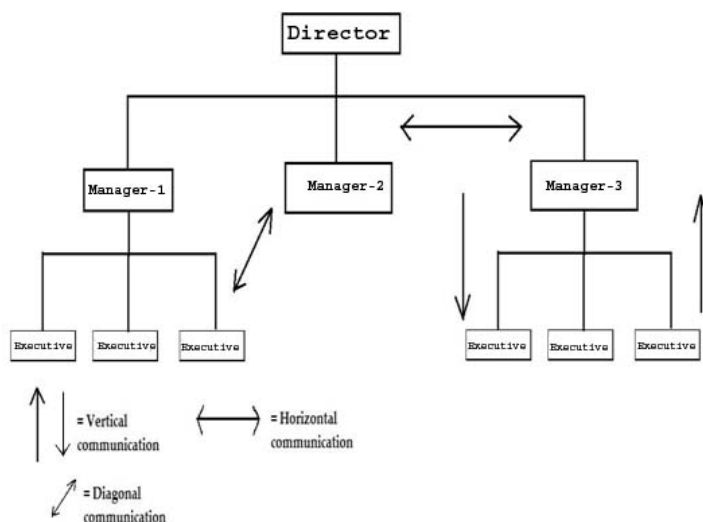 Director
Manager-1
Manager-2
Manager-3
Executive
Executive
Executive
Executive
Executive
Executive
= Vertical
communication
= Horizontal
communication
= Diagonal
communication